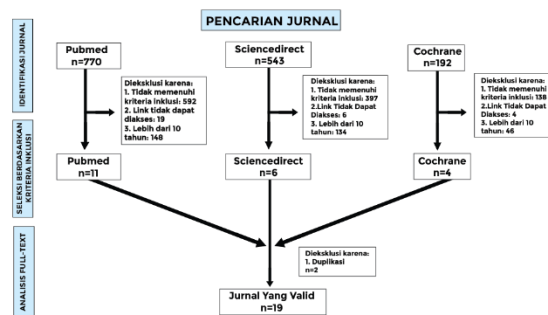 PENCARIAN JURNAL
IDENTIFIKASI JURNAL
Pubmed
n=770
Sciencedirect
n=543
Cochrane
n=192
Dieksklusi karena:
1. Tidak memenuhi
kriteria inklusi: 592
2. Link tidak dapat
diakses: 19
3. Lebih dari 10
tahun: 148
Dieksklusi karena:
1. Tidak memenuhi
kriteria inklusi: 397
2.Link Tidak Dapat
Diakses: 6
3. Lebih dari 10
tahun: 134
Dieksklusi karena:
1. Tidak memenuhi
kriteria inklusi: 138
2.Link Tidak Dapat
Diakses: 4
3. Lebih dari 10
tahun: 46
SELEKSI BERDASARKAN
KRITERIA INKLUSI
Pubmed
n=11
Sciencedirect
n=6
Cochrane
n=4
ANALISIS FULL-TEXT
Dieksklusi karena:
1. Duplikasi
n=2
Jurnal Yang Valid
n=19